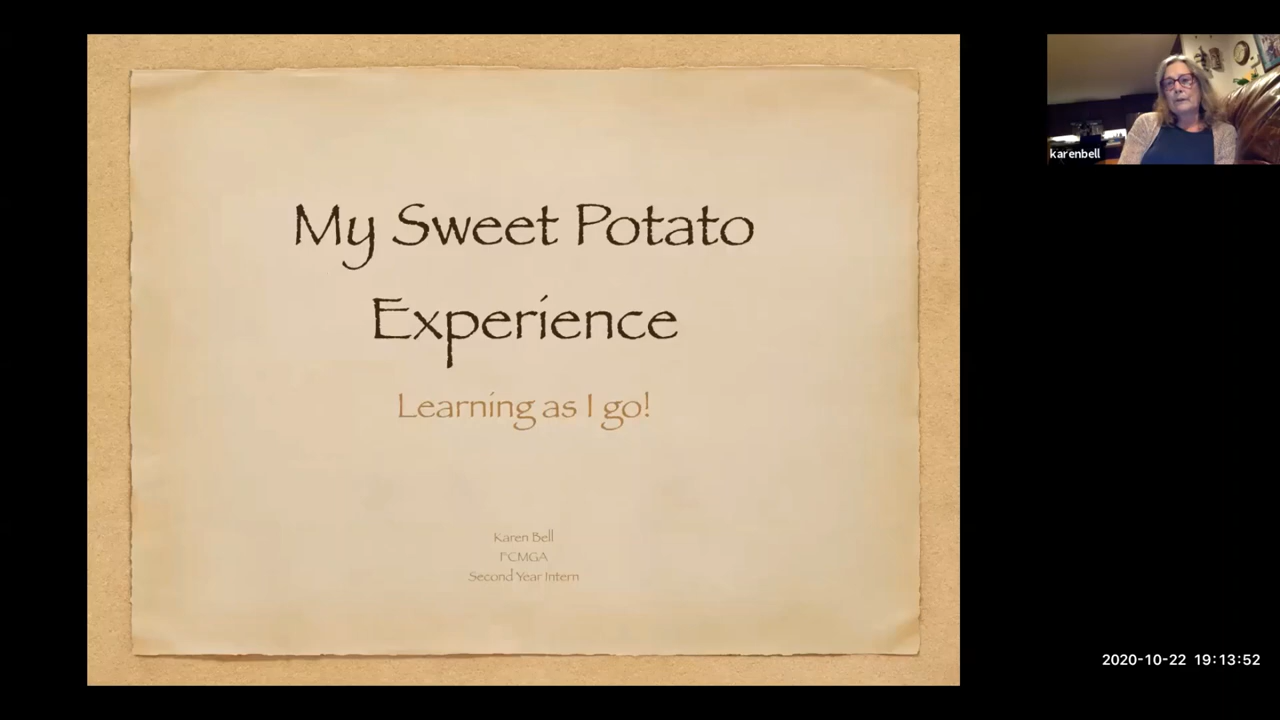 My Sweet Potato
Experience
Learning as I go!
Karen Bell
FCMGA
Second Year Intern
karenbell
2020-10-22 19:13:52